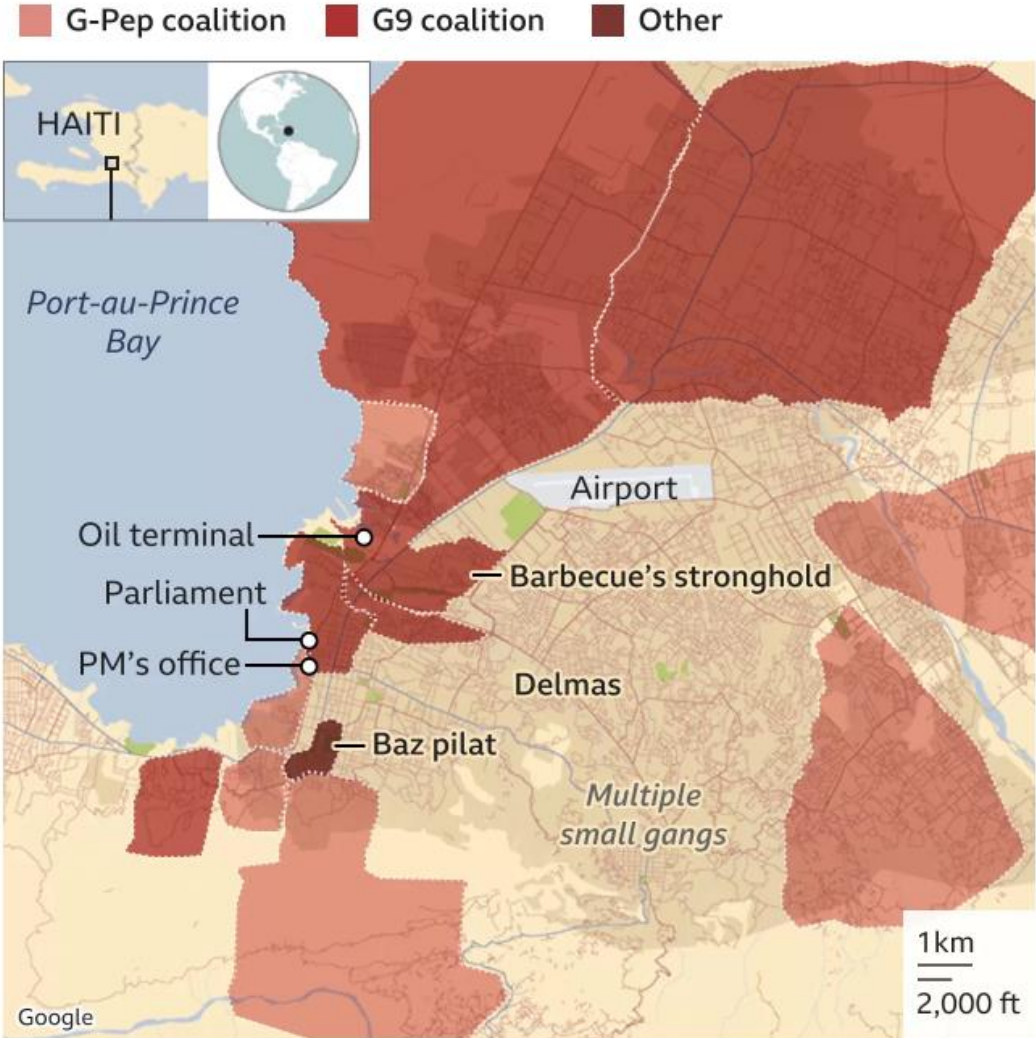 G-Pep coalition G9 coalition Other
HAITI
Port-au-Prince
Bay
Airport
Oil terminal
Barbecue's stronghold
Parliament
PM's office
Delmas
Baz pilat
Multiple
small gangs
1km
2,000 ft
Google